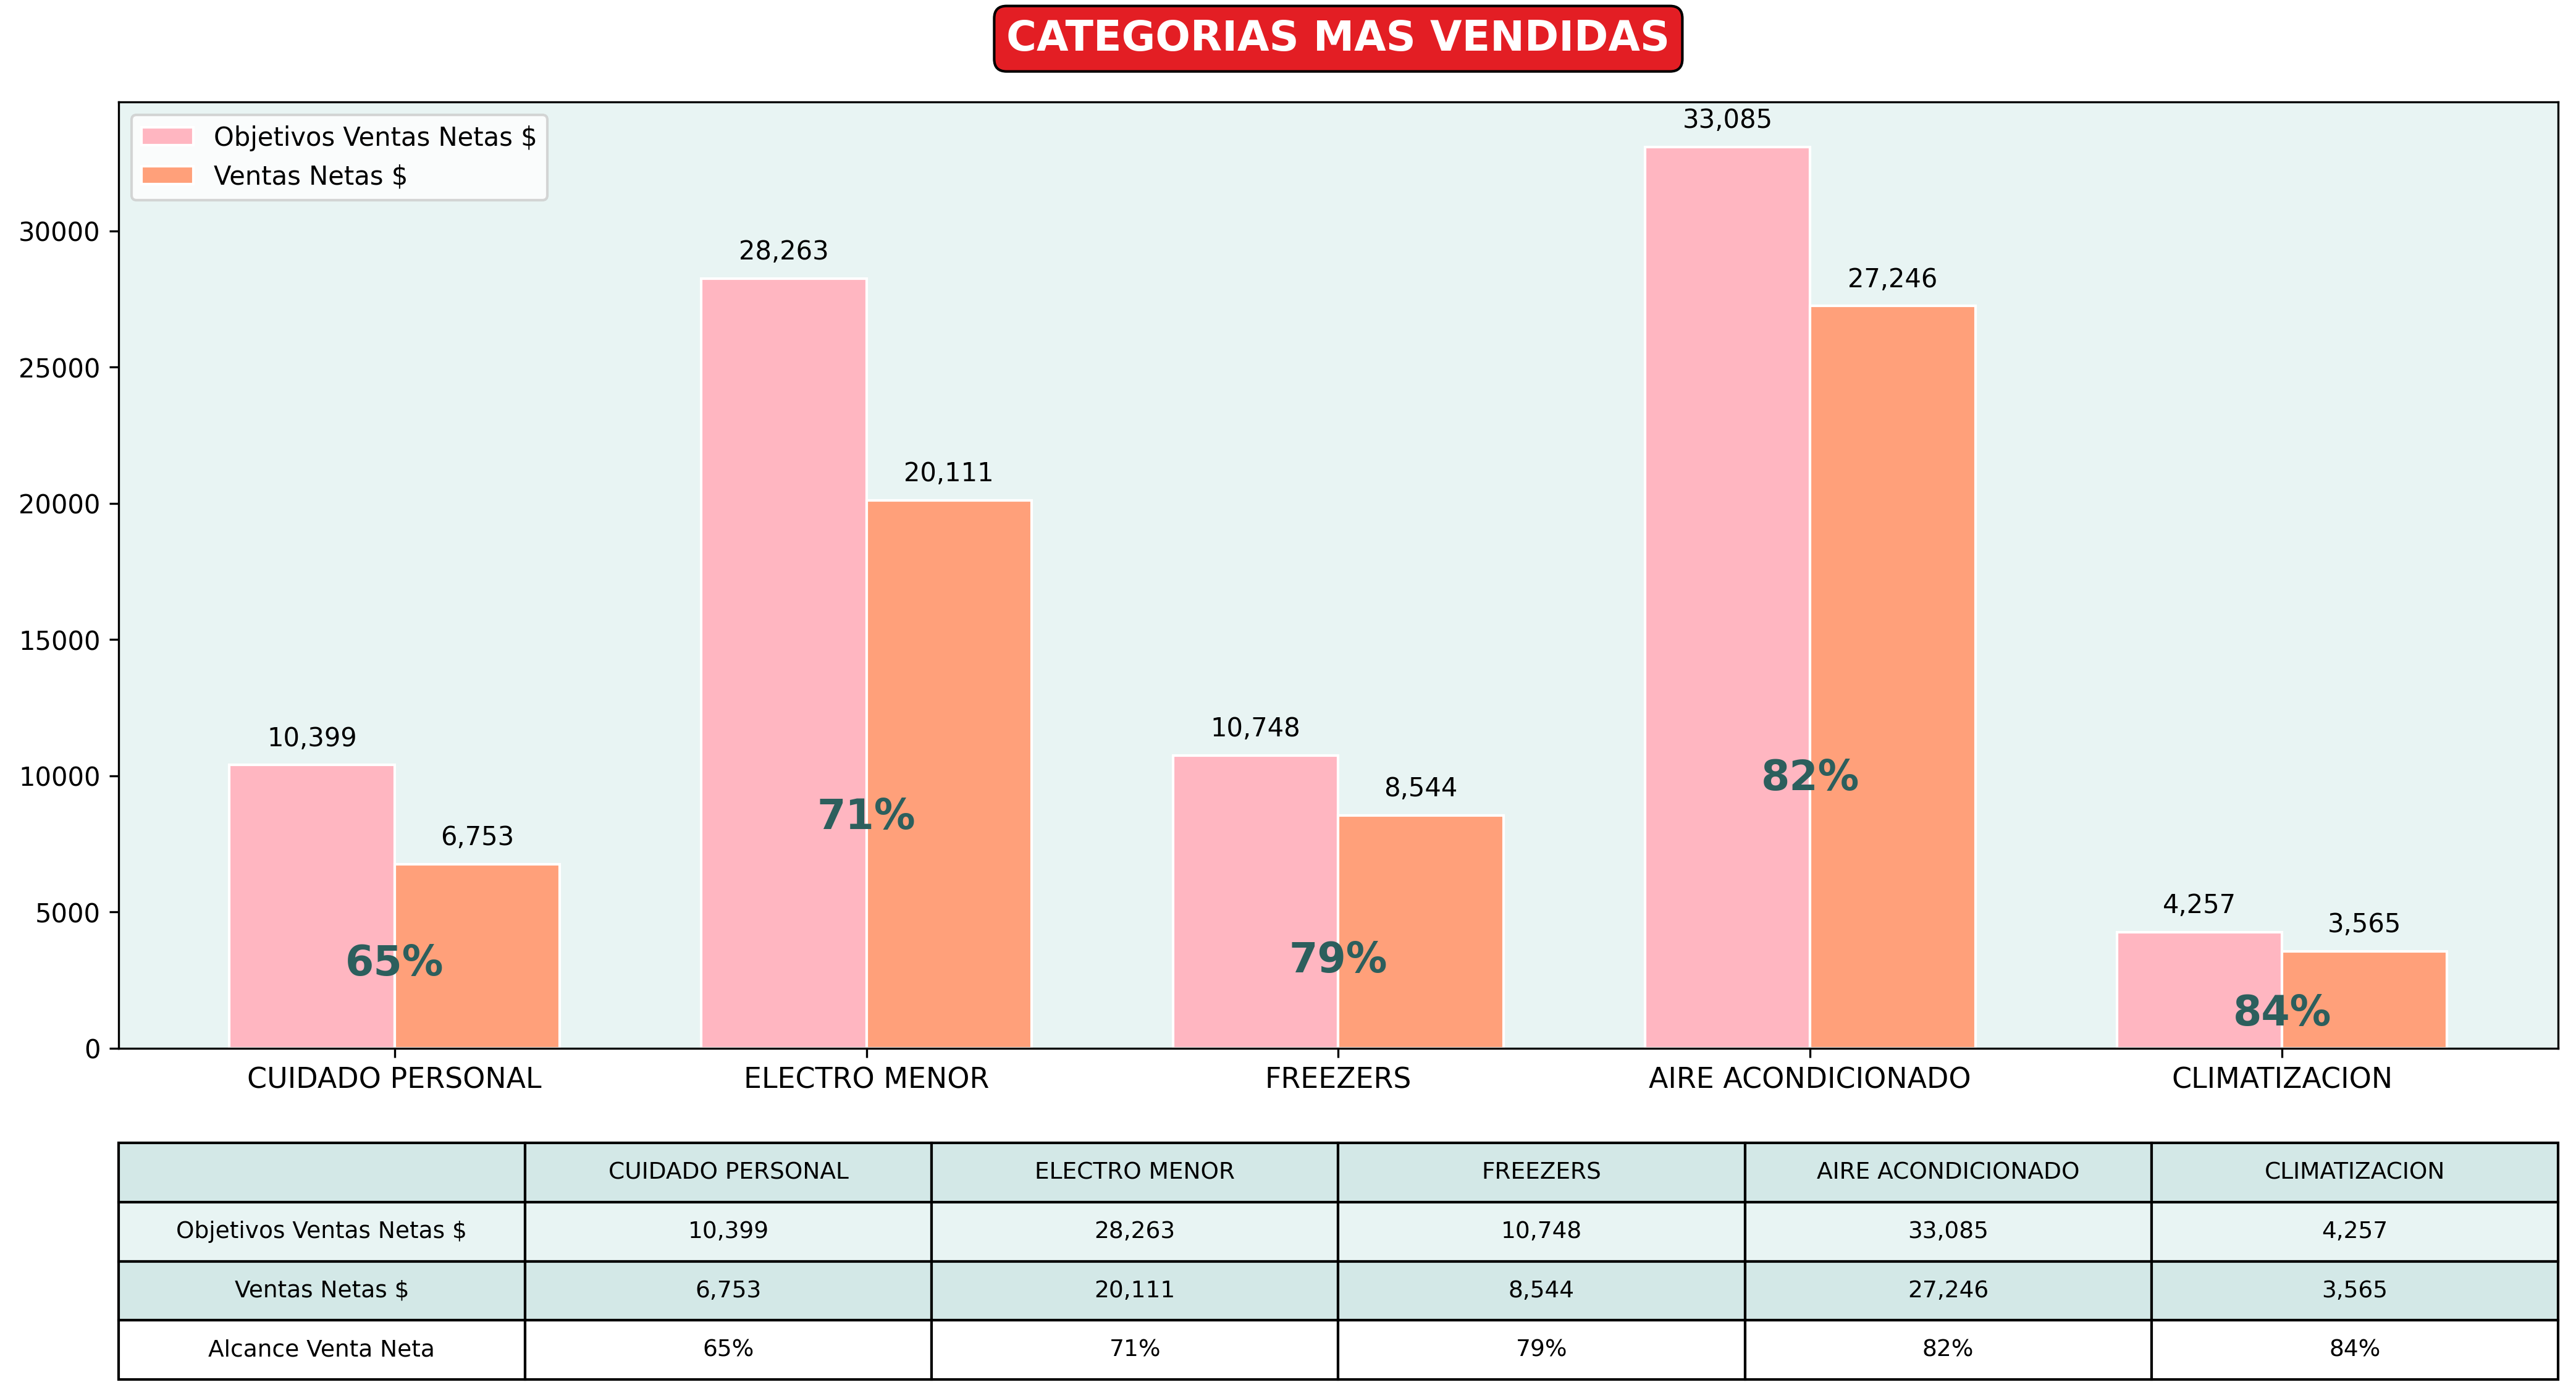 CATEGORIAS MAS VENDIDAS
Objetivos Ventas Netas $
Ventas Netas $
30000
25000
20000
15000
10000
5000
0
10,399
6,753
65%
28,263
20,111
71%
10,748
8,544
79%
33,085
27,246
82%
4,257
3,565
84%
CUIDADO PERSONAL ELECTRO MENOR FREEZERS AIRE ACONDICIONADO CLIMATIZACION
CUIDADO PERSONAL ELECTRO MENOR FREEZERS AIRE ACONDICIONADO CLIMATIZACION
Objetivos Ventas Netas $ 10,399 28,263 10,748 33,085 4,257
Ventas Netas $ 6,753 20,111 8,544 27,246 3,565
Alcance Venta Neta 65% 71% 79% 82% 84%